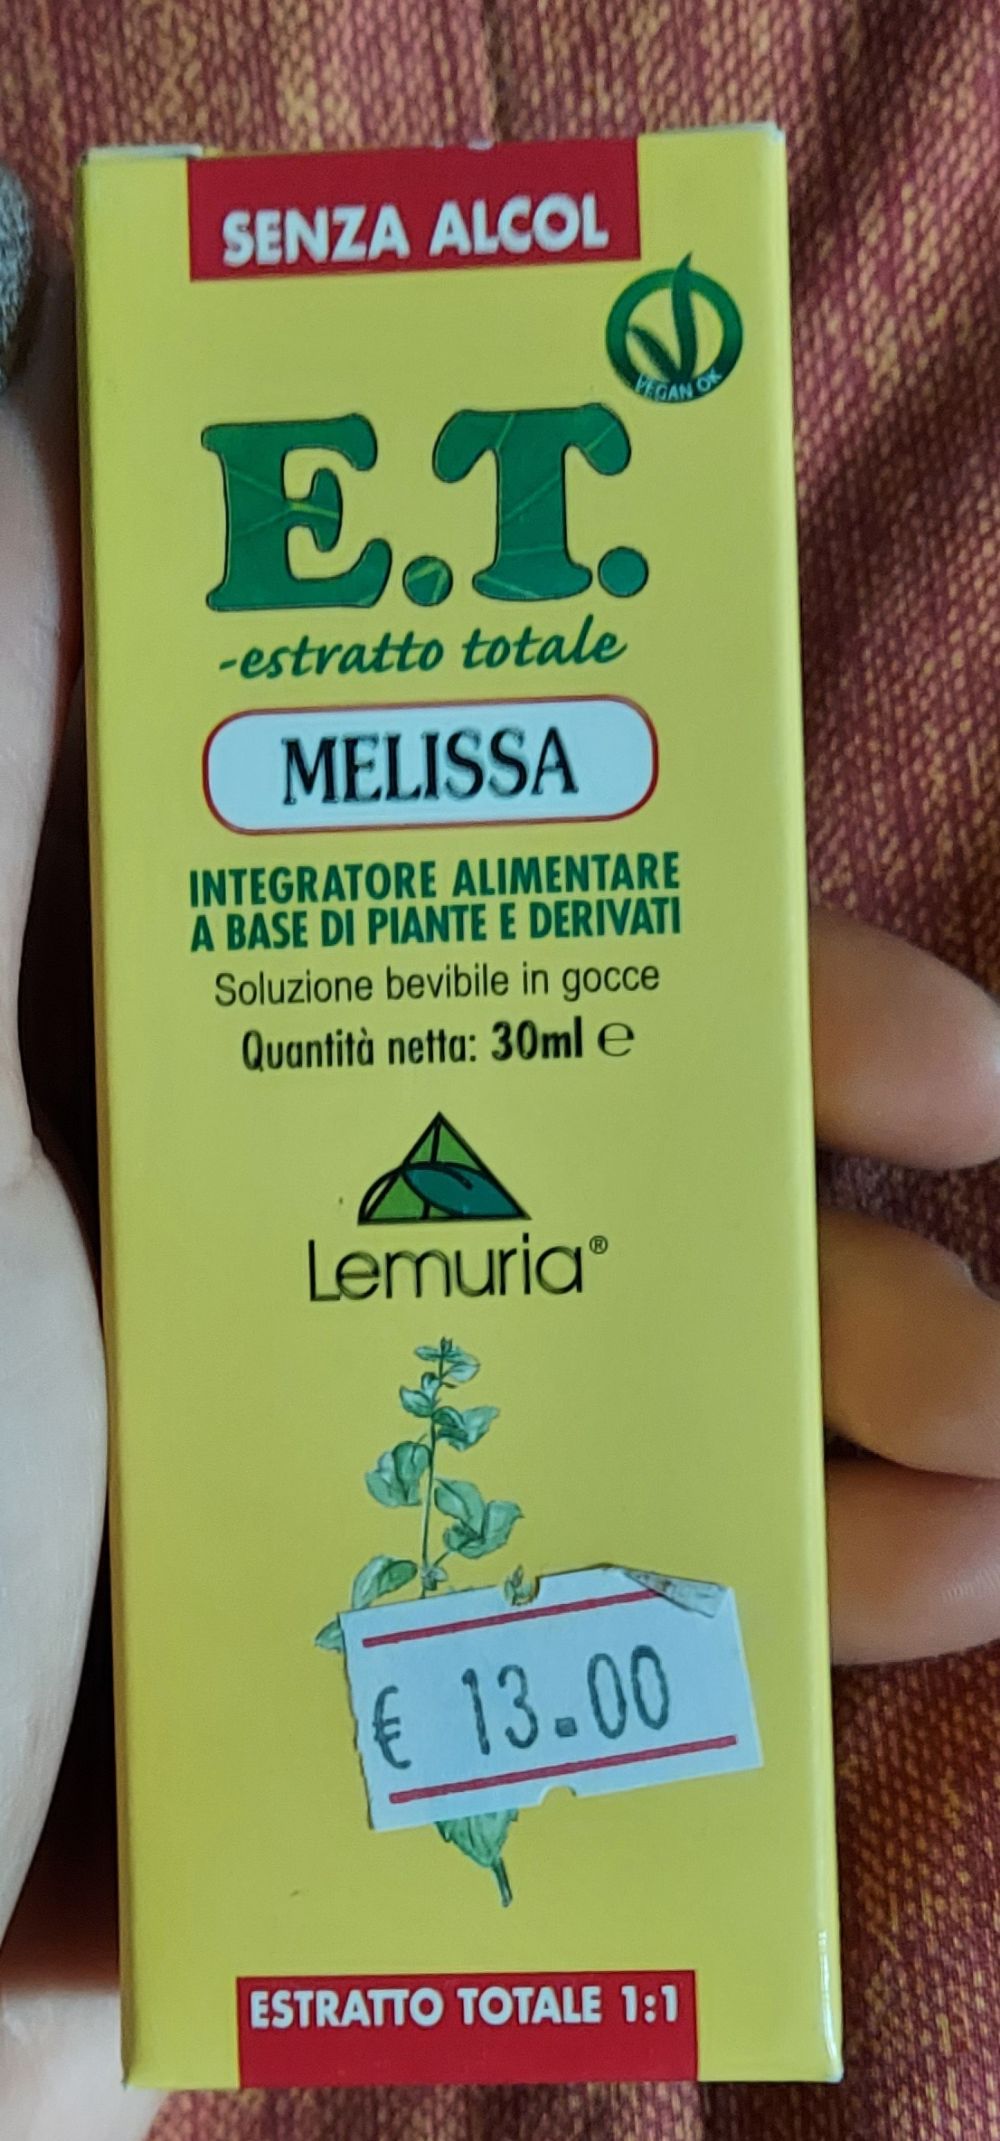 SENZA ALCOL
VEGAN OK
E.T.
-estratto totale
MELISSA
INTEGRATORE ALIMENTARE
A BASE DI PIANTE E DERIVATI
Soluzione bevibile in gocce
Quantità netta: 30ml ℮
Lemuria®
€ 13.00
ESTRATTO TOTALE 1:1